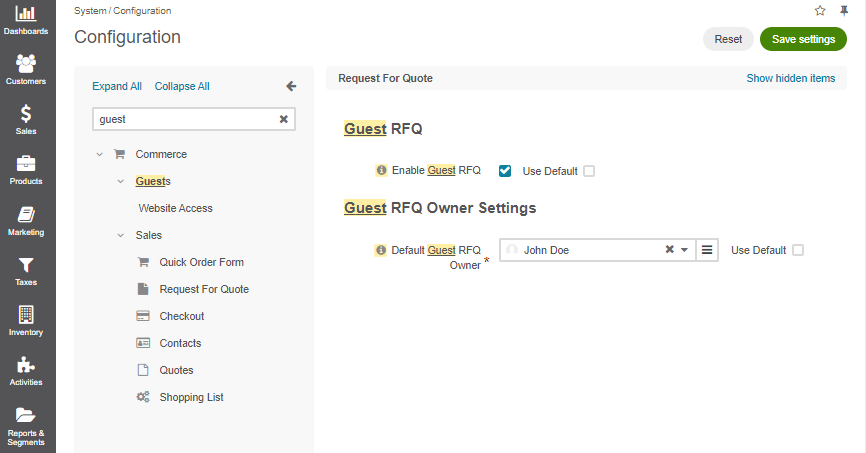 Dashboards
Customers
Sales
Products
Marketing
Taxes
Inventory
Activities
Reports &
Segments
System / Configuration
Configuration
Reset
Save settings
Expand All Collapse All
guest
Commerce
Guests
Website Access
Sales
Quick Order Form
Request For Quote
Checkout
Contacts
Quotes
Shopping List
Request For Quote
Show hidden items
Guest RFQ
Enable Guest RFQ
Use Default
Guest RFQ Owner Settings
Default Guest RFQ
Owner *
John Doe
Use Default